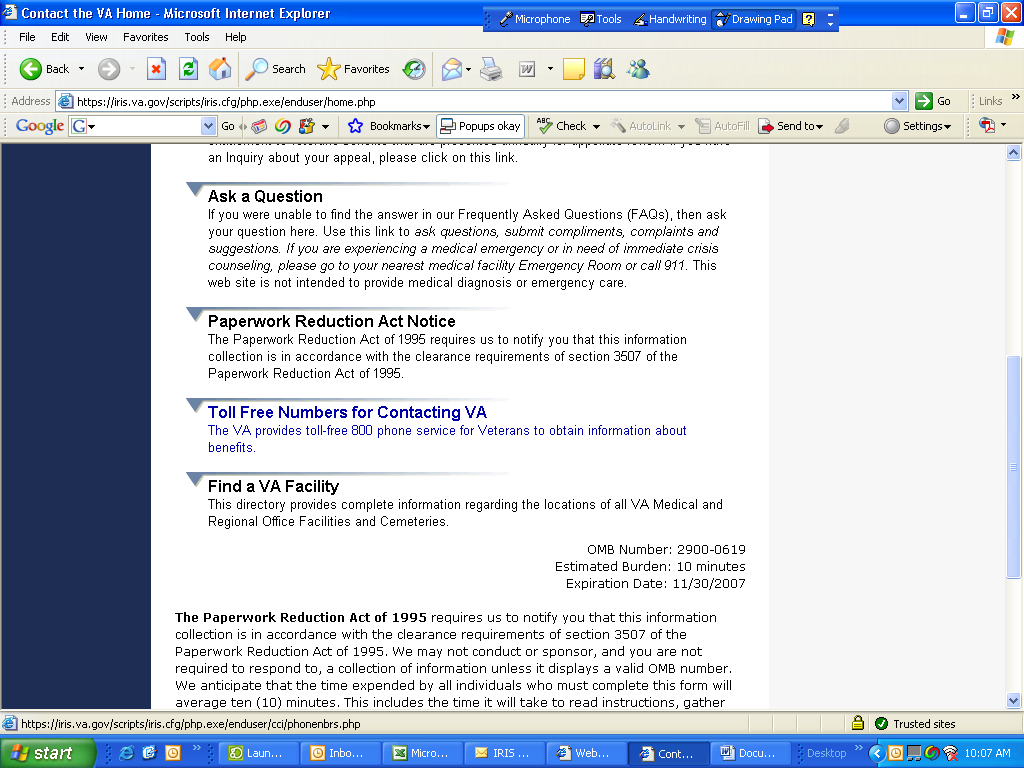 Contact the VA Home - Microsoft Internet Explorer
Microphone Tools Handwriting Drawing Pad ?
File Edit View Favorites Tools Help
Back Search Favorites W
Address https://iris.va.gov/scripts/iris.cfg/php.exe/enduser/home.php Go Links »
Google G Go Bookmarks Popups okay ABC Check AutoLink AutoFill Send to Settings
an Inquiry about your appeal, please click on this link.
Ask a Question
If you were unable to find the answer in our Frequently Asked Questions (FAQs), then ask
your question here. Use this link to ask questions, submit compliments, complaints and
suggestions. If you are experiencing a medical emergency or in need of immediate crisis
counseling, please go to your nearest medical facility Emergency Room or call 911. This
web site is not intended to provide medical diagnosis or emergency care.
Paperwork Reduction Act Notice
The Paperwork Reduction Act of 1995 requires us to notify you that this information
collection is in accordance with the clearance requirements of section 3507 of the
Paperwork Reduction Act of 1995.
Toll Free Numbers for Contacting VA
The VA provides toll-free 800 phone service for Veterans to obtain information about
benefits.
Find a VA Facility
This directory provides complete information regarding the locations of all VA Medical and
Regional Office Facilities and Cemeteries.
OMB Number: 2900-0619
Estimated Burden: 10 minutes
Expiration Date: 11/30/2007
The Paperwork Reduction Act of 1995 requires us to notify you that this information
collection is in accordance with the clearance requirements of section 3507 of the
Paperwork Reduction Act of 1995. We may not conduct or sponsor, and you are not
required to respond to, a collection of information unless it displays a valid OMB number.
We anticipate that the time expended by all individuals who must complete this form will
average ten (10) minutes. This includes the time it will take to read instructions, gather
https://iris.va.gov/scripts/iris.cfg/php.exe/enduser/cci/phonenbrs.php Trusted sites
start » Laun... Inbo... Micro... IRIS ... Web... Cont... Docu... Desktop » 10:07 AM